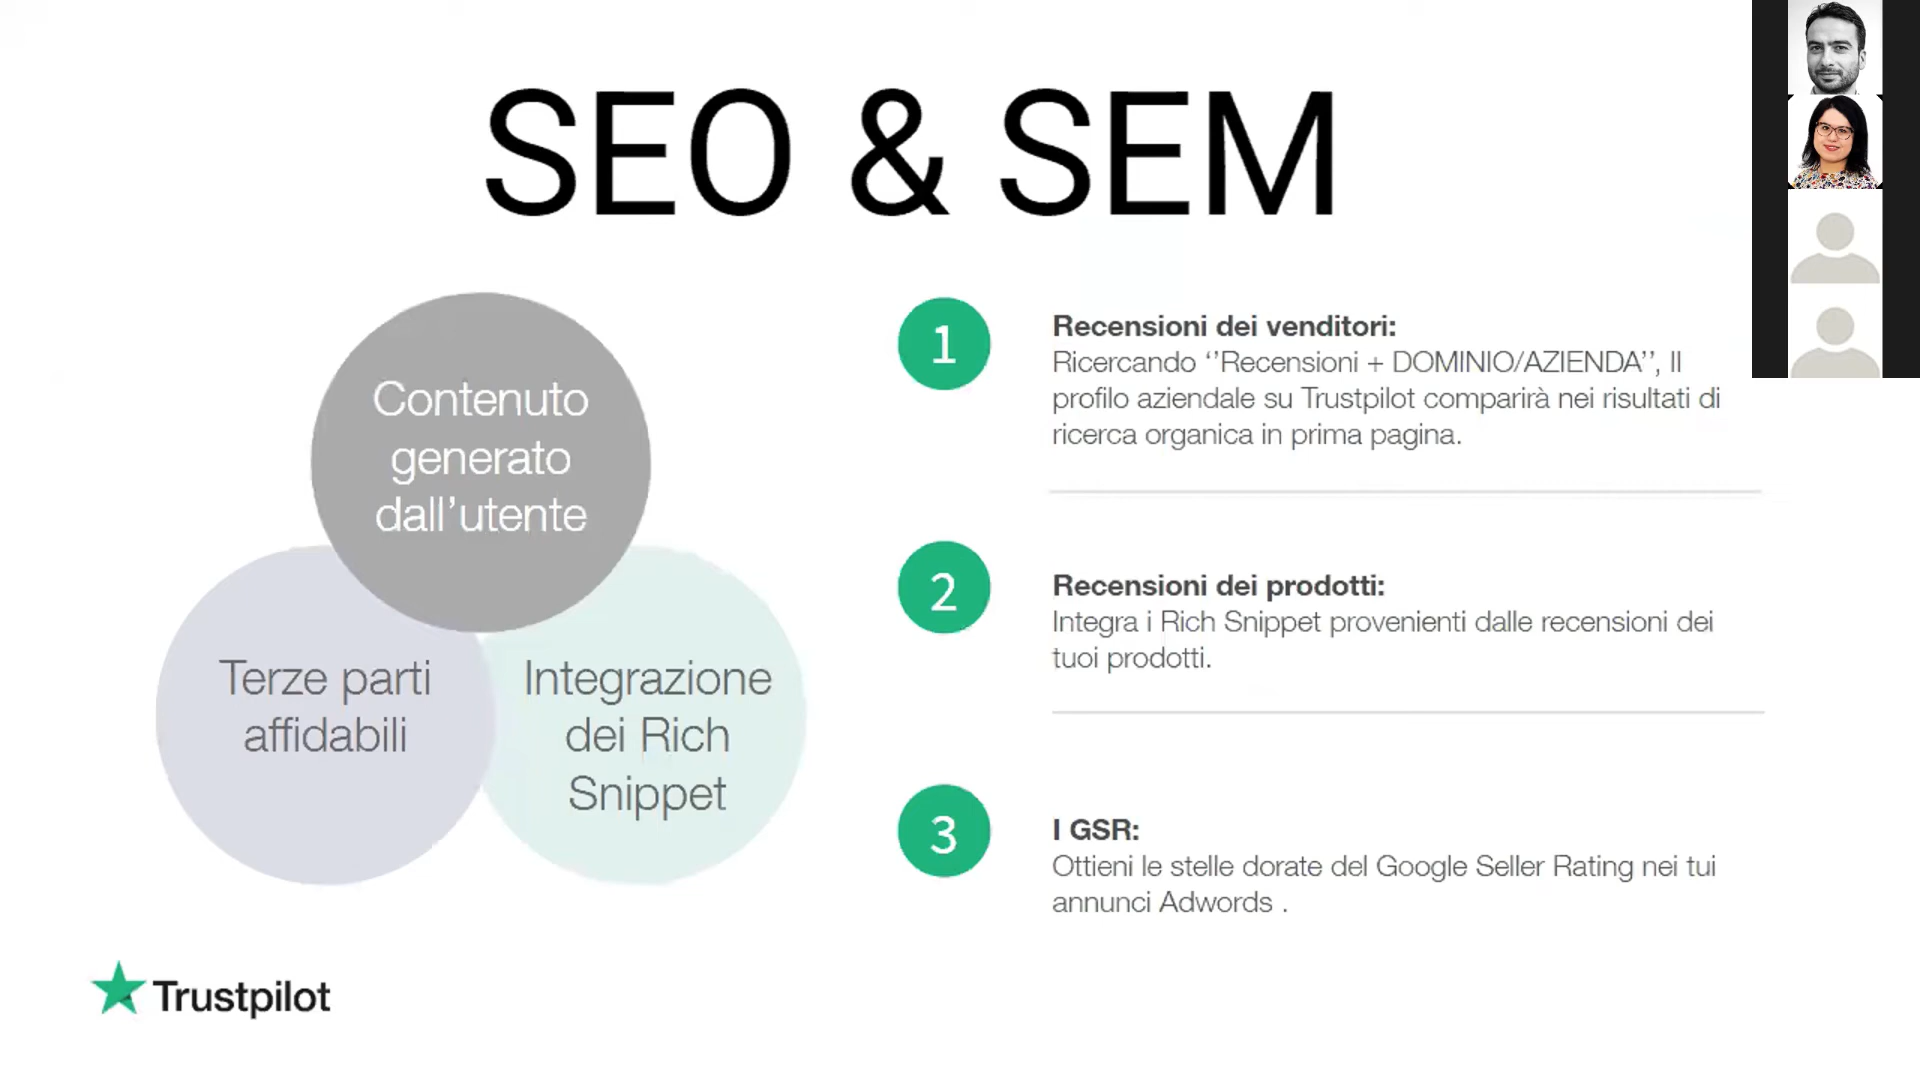 SEO & SEM
Contenuto
generato
dall’utente
Terze parti
affidabili
Integrazione
dei Rich
Snippet
1
Recensioni dei venditori:
Ricercando ‘’Recensioni + DOMINIO/AZIENDA’’, Il
profilo aziendale su Trustpilot comparirà nei risultati di
ricerca organica in prima pagina.
2
Recensioni dei prodotti:
Integra i Rich Snippet provenienti dalle recensioni dei
tuoi prodotti.
3
I GSR:
Ottieni le stelle dorate del Google Seller Rating nei tui
annunci Adwords .
Trustpilot